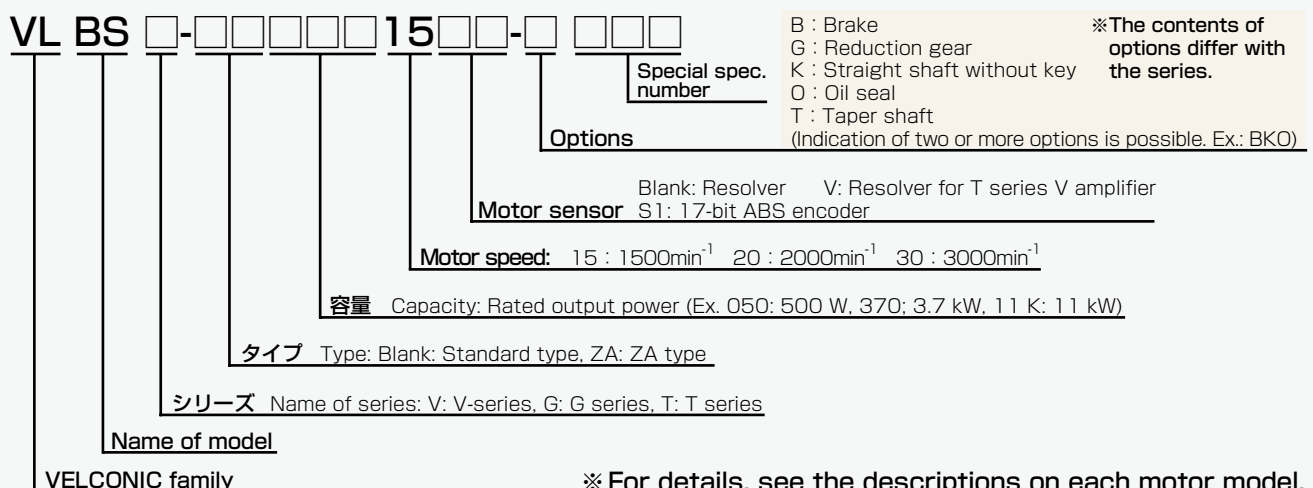 VL BS □-□□□□□15□□-□ □□□
B：Brake
G：Reduction gear
K：Straight shaft without key
O：Oil seal
T：Taper shaft
(Indication of two or more options is possible. Ex.: BKO)
※The contents of
options differ with
the series.
Special spec.
number
Options
Blank: Resolver V: Resolver for T series V amplifier
Motor sensor S1: 17-bit ABS encoder
Motor speed: 15：1500min⁻¹ 20：2000min⁻¹ 30：3000min⁻¹
容量 Capacity: Rated output power (Ex. 050: 500 W, 370; 3.7 kW, 11 K: 11 kW)
タイプ Type: Blank: Standard type, ZA: ZA type
シリーズ Name of series: V: V-series, G: G series, T: T series
Name of model
VELCONIC family
※For details, see the descriptions on each motor model.